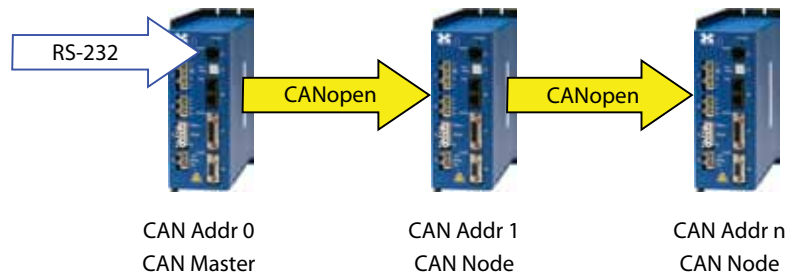 RS-232
CANopen
CANopen
CAN Addr 0
CAN Master
CAN Addr 1
CAN Node
CAN Addr n
CAN Node